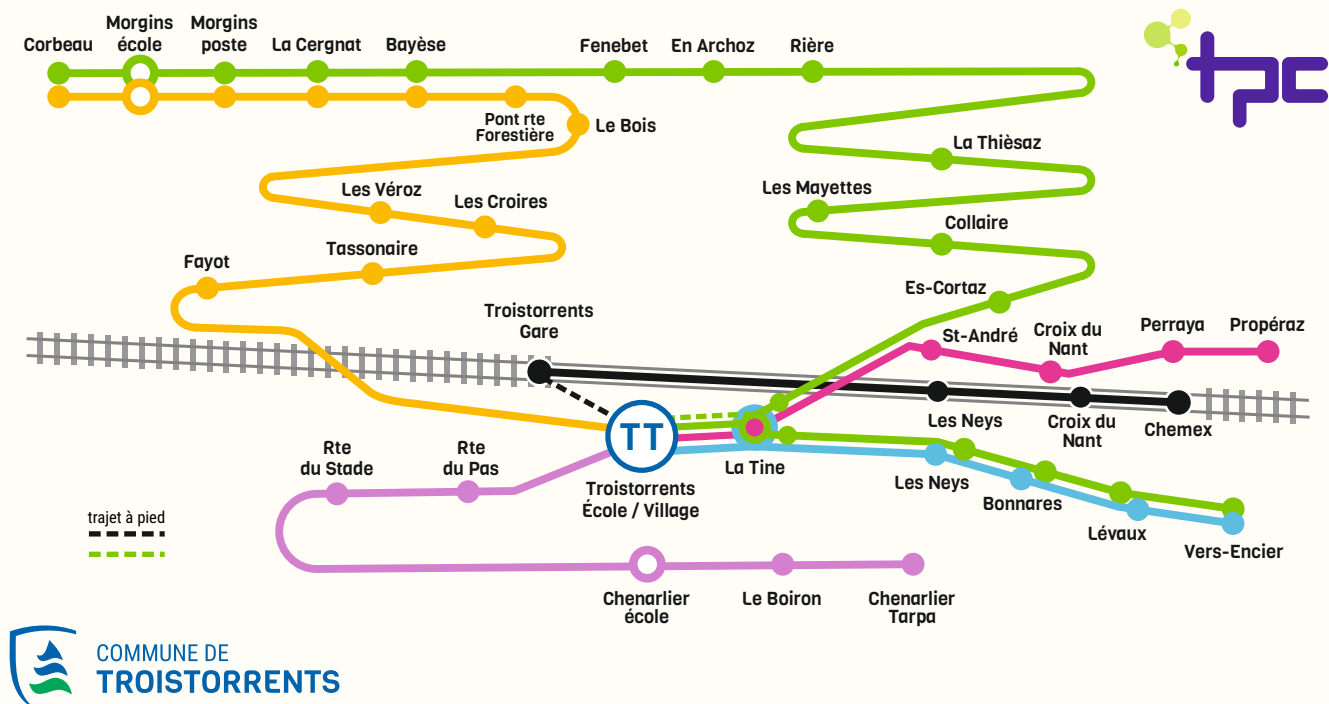 Corbeau
Morgins
école
Morgins
poste
La Cergnat
Bayèse
Fenebet
En Archoz
Rière
tpc
Pont rte
Forestière
Le Bois
La Thièsaz
Les Véroz
Les Croires
Les Mayettes
Collaire
Tassonaire
Fayot
Es-Cortaz
Troistorrents
Gare
St-André
Croix du
Nant
Perraya
Propéraz
Les Neys
Croix du
Nant
Chemex
TT
La Tine
Rte
du Stade
Rte
du Pas
Troistorrents
École / Village
Les Neys
Bonnares
Lévaux
Vers-Encier
trajet à pied
Chenarlier
école
Le Boiron
Chenarlier
Tarpa
COMMUNE DE
TROISTORRENTS